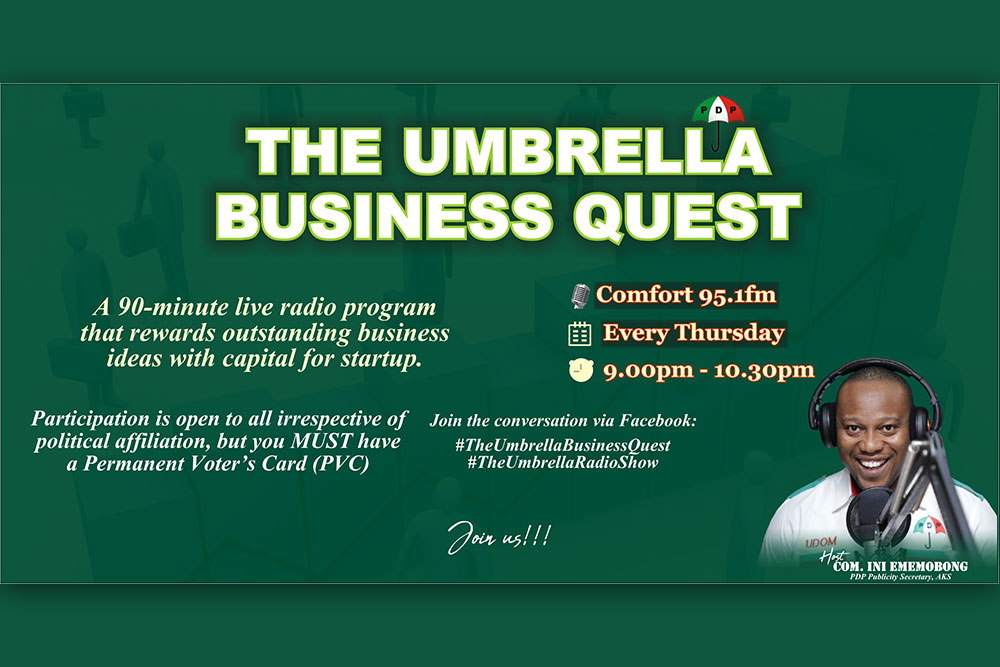 PDP
THE UMBRELLA
BUSINESS QUEST
A 90-minute live radio program
that rewards outstanding business
ideas with capital for startup.
Comfort 95.1fm
Every Thursday
9.00pm - 10.30pm
Participation is open to all irrespective of
political affiliation, but you MUST have
a Permanent Voter's Card (PVC)
Join the conversation via Facebook:
#TheUmbrellaBusinessQuest
#TheUmbrellaRadioShow
Join us!!!
UDOM
PDP
Host
COM. INI EMEMOBONG
PDP Publicity Secretary, AKS